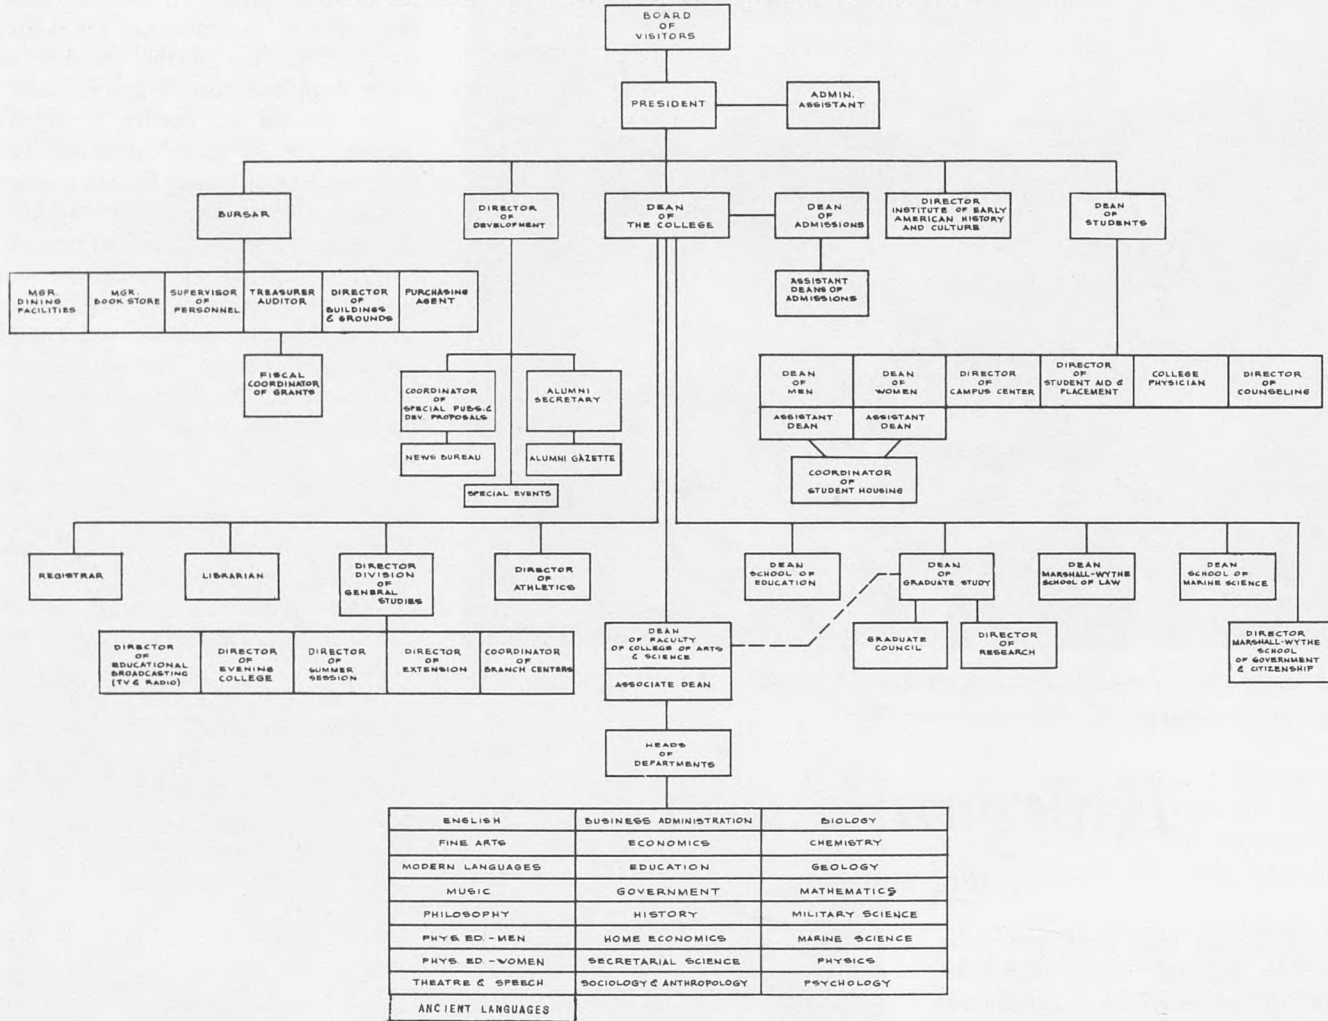 BOARD
OF
VISITORS
PRESIDENT
ADMIN.
ASSISTANT
BURSAR
DIRECTOR
OF
DEVELOPMENT
DEAN
OF
THE COLLEGE
DEAN
OF
ADMISSIONS
DIRECTOR
INSTITUTE OF EARLY
AMERICAN HISTORY
AND CULTURE
DEAN
OF
STUDENTS
ASSISTANT
DEANS OF
ADMISSIONS
MGR.
DINING
FACILITIES
MGR.
BOOK STORE
SUPERVISOR
OF
PERSONNEL
TREASURER
AUDITOR
DIRECTOR
OF
BUILDINGS
& GROUNDS
PURCHASING
AGENT
FISCAL
COORDINATOR
OF GRANTS
COORDINATOR
OF
SPECIAL PUBS. &
DEV. PROPOSALS
ALUMNI
SECRETARY
NEWS BUREAU
ALUMNI GAZETTE
SPECIAL EVENTS
DEAN
OF
MEN
DEAN
OF
WOMEN
DIRECTOR
OF
CAMPUS CENTER
DIRECTOR
OF
STUDENT AID &
PLACEMENT
COLLEGE
PHYSICIAN
DIRECTOR
OF
COUNSELING
ASSISTANT
DEAN
ASSISTANT
DEAN
COORDINATOR
OF
STUDENT HOUSING
REGISTRAR
LIBRARIAN
DIRECTOR
DIVISION
OF
GENERAL
STUDIES
DIRECTOR
OF
ATHLETICS
DEAN
SCHOOL OF
EDUCATION
DEAN
OF
GRADUATE STUDY
DEAN
MARSHALL-WYTHE
SCHOOL OF LAW
DEAN
SCHOOL OF
MARINE SCIENCE
DIRECTOR
OF
EDUCATIONAL
BROADCASTING
(TV & RADIO)
DIRECTOR
OF
EVENING
COLLEGE
DIRECTOR
OF
SUMMER
SESSION
DIRECTOR
OF
EXTENSION
COORDINATOR
OF
BRANCH CENTERS
DEAN
OF FACULTY
OF COLLEGE OF ARTS
& SCIENCE
ASSOCIATE DEAN
GRADUATE
COUNCIL
DIRECTOR
OF
RESEARCH
DIRECTOR
MARSHALL-WYTHE
SCHOOL
OF GOVERNMENT
& CITIZENSHIP
HEADS
OF
DEPARTMENTS
ENGLISH BUSINESS ADMINISTRATION BIOLOGY
FINE ARTS ECONOMICS CHEMISTRY
MODERN LANGUAGES EDUCATION GEOLOGY
MUSIC GOVERNMENT MATHEMATICS
PHILOSOPHY HISTORY MILITARY SCIENCE
PHYS. ED. - MEN HOME ECONOMICS MARINE SCIENCE
PHYS. ED. - WOMEN SECRETARIAL SCIENCE PHYSICS
THEATRE & SPEECH SOCIOLOGY & ANTHROPOLOGY PSYCHOLOGY
ANCIENT LANGUAGES